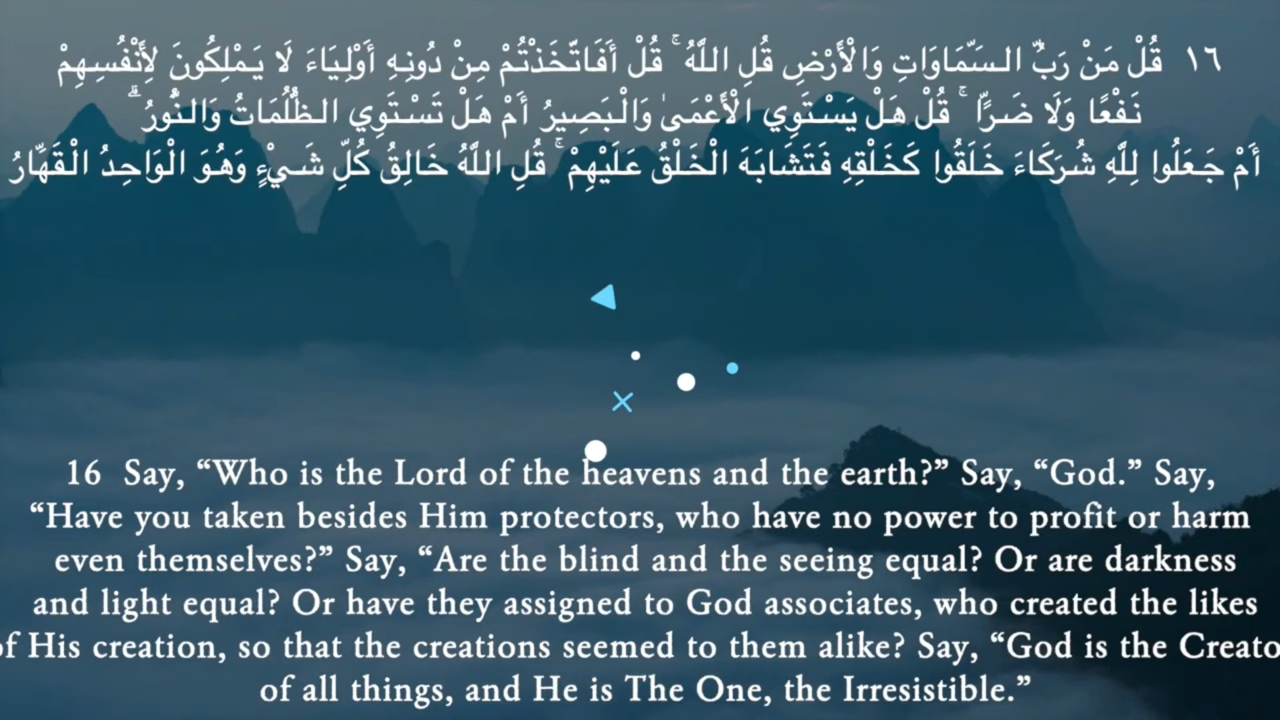 ١٦ قُلْ مَنْ رَبُّ السَّمَاوَاتِ وَالْأَرْضِ قُلِ اللَّهُ ۚ قُلْ أَفَاتَّخَذْتُمْ مِنْ دُونِهِ أَوْلِيَاءَ لَا يَمْلِكُونَ لِأَنْفُسِهِمْ
نَفْعًا وَلَا ضَرًّا ۚ قُلْ هَلْ يَسْتَوِي الْأَعْمَىٰ وَالْبَصِيرُ أَمْ هَلْ تَسْتَوِي الظُّلُمَاتُ وَالنُّورُ ۗ
أَمْ جَعَلُوا لِلَّهِ شُرَكَاءَ خَلَقُوا كَخَلْقِهِ فَتَشَابَهَ الْخَلْقُ عَلَيْهِمْ ۚ قُلِ اللَّهُ خَالِقُ كُلِّ شَيْءٍ وَهُوَ الْوَاحِدُ الْقَهَّارُ
16 Say, “Who is the Lord of the heavens and the earth?” Say, “God.” Say,
“Have you taken besides Him protectors, who have no power to profit or harm
even themselves?” Say, “Are the blind and the seeing equal? Or are darkness
and light equal? Or have they assigned to God associates, who created the likes
of His creation, so that the creations seemed to them alike? Say, “God is the Creato
of all things, and He is The One, the Irresistible.”